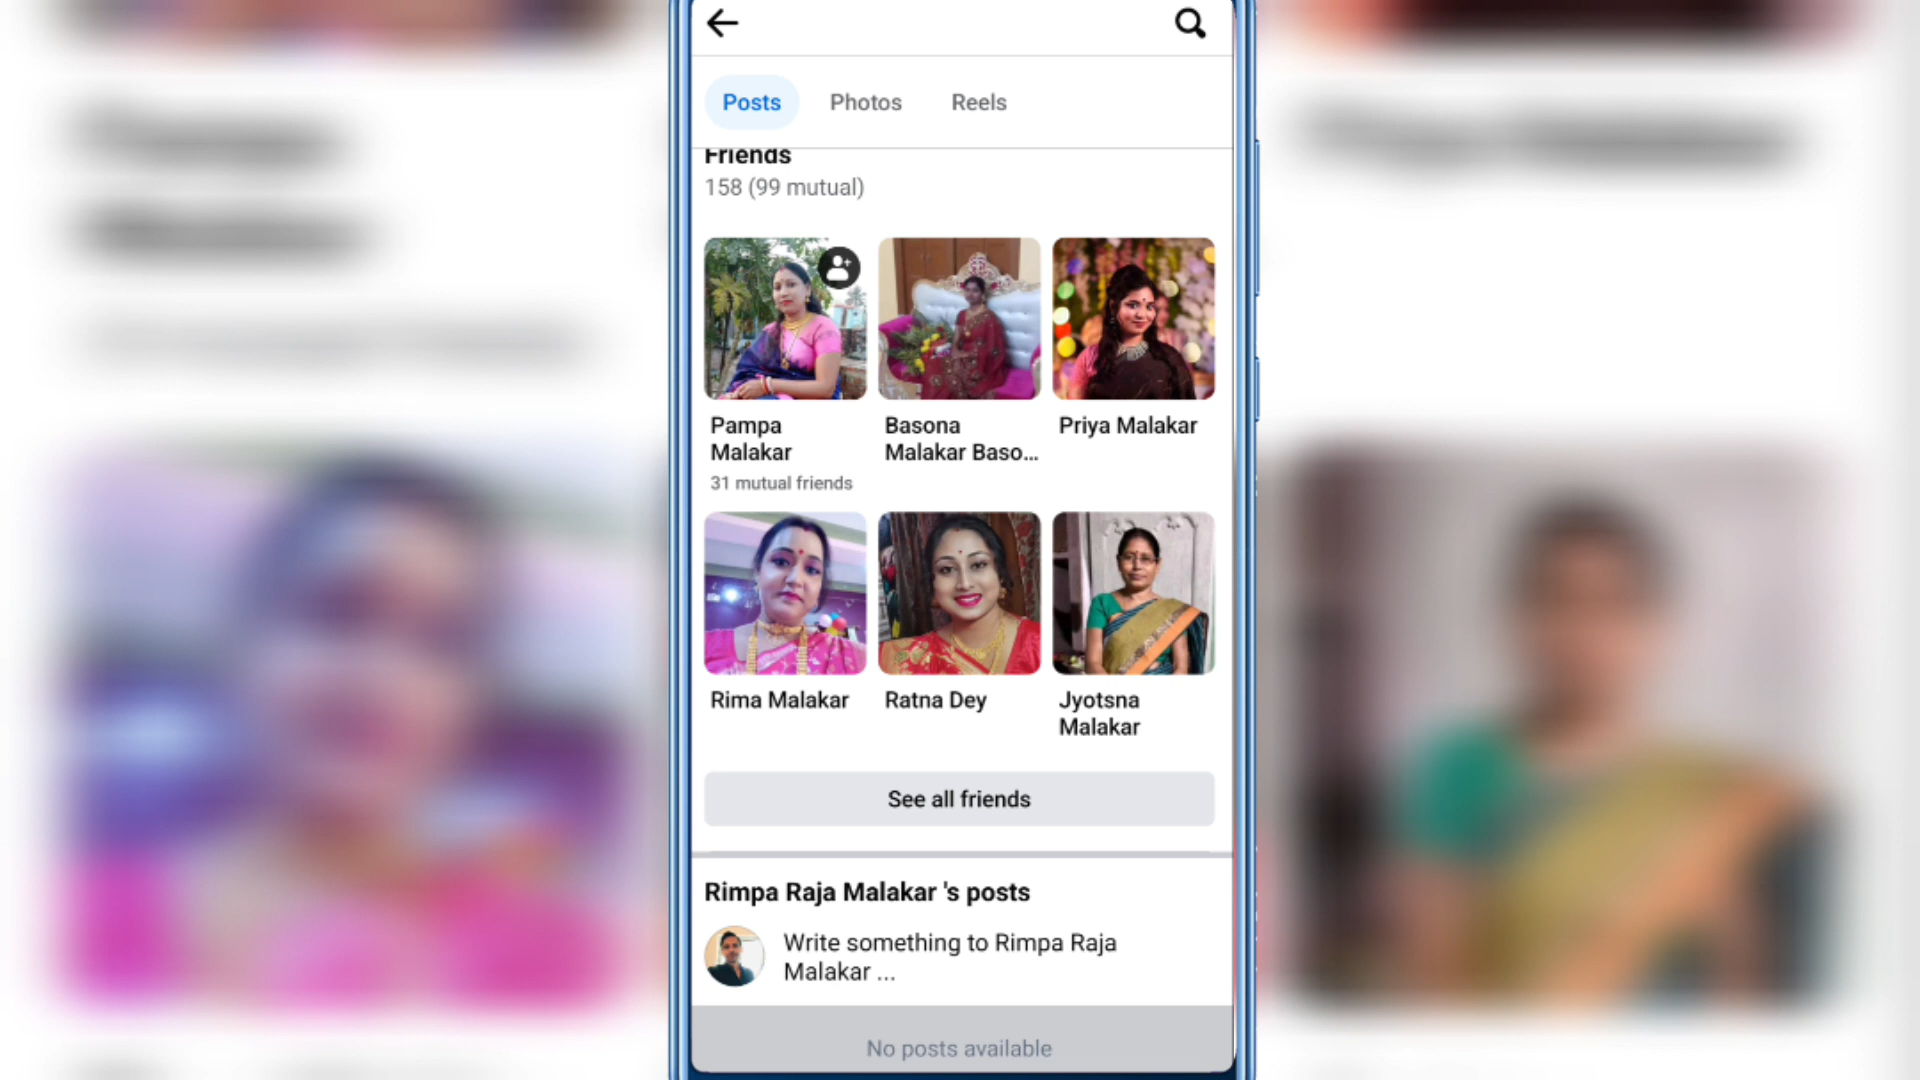 Posts Photos Reels
Friends
158 (99 mutual)
Pampa Malakar
31 mutual friends
Basona Malakar Baso...
Priya Malakar
Rima Malakar
Ratna Dey
Jyotsna Malakar
See all friends
Rimpa Raja Malakar 's posts
Write something to Rimpa Raja
Malakar ...
No posts available